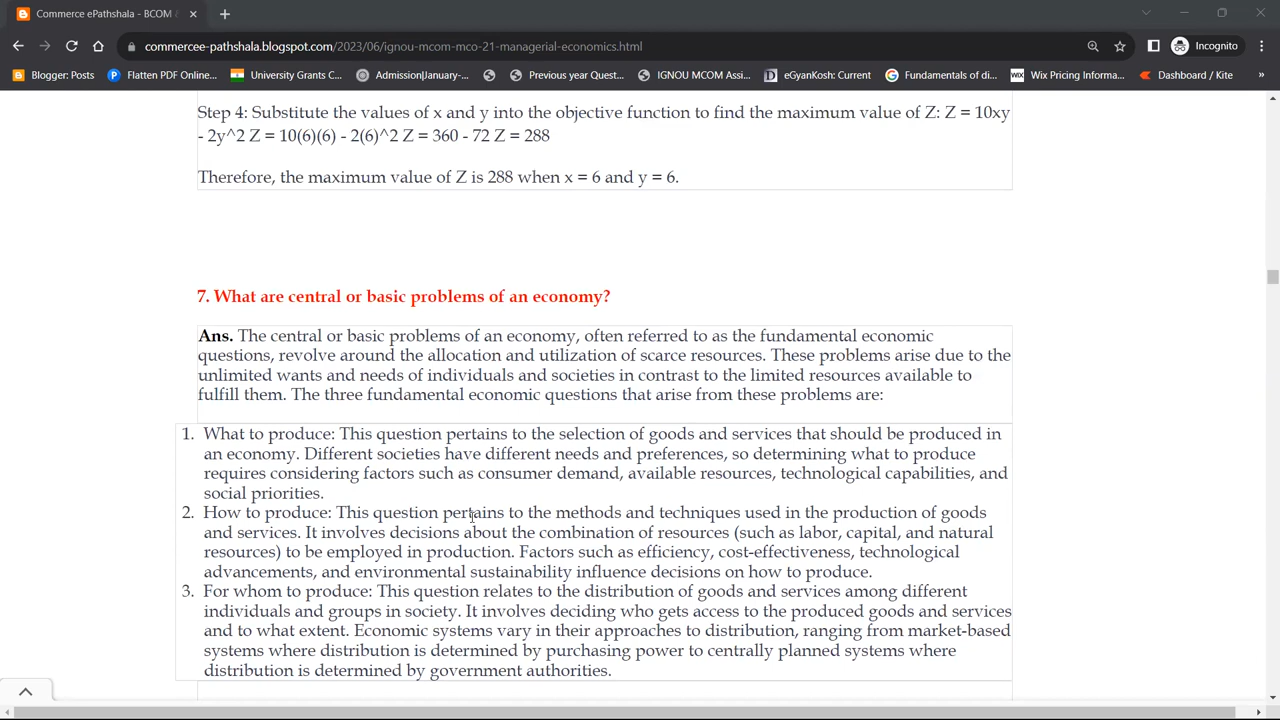 Commerce ePathshala - BCOM &
commercee-pathshala.blogspot.com/2023/06/ignou-mcom-mco-21-managerial-economics.html
Incognito
Blogger: Posts
Flatten PDF Online...
University Grants C...
Admission|January-...
Previous year Quest...
IGNOU MCOM Assi...
eGyanKosh: Current
Fundamentals of di...
Wix Pricing Informa...
Dashboard / Kite
»
Step 4: Substitute the values of x and y into the objective function to find the maximum value of Z: Z = 10xy
- 2y^2 Z = 10(6)(6) - 2(6)^2 Z = 360 - 72 Z = 288
Therefore, the maximum value of Z is 288 when x = 6 and y = 6.
7. What are central or basic problems of an economy?
Ans. The central or basic problems of an economy, often referred to as the fundamental economic
questions, revolve around the allocation and utilization of scarce resources. These problems arise due to the
unlimited wants and needs of individuals and societies in contrast to the limited resources available to
fulfill them. The three fundamental economic questions that arise from these problems are:
1. What to produce: This question pertains to the selection of goods and services that should be produced in
an economy. Different societies have different needs and preferences, so determining what to produce
requires considering factors such as consumer demand, available resources, technological capabilities, and
social priorities.
2. How to produce: This question pertains to the methods and techniques used in the production of goods
and services. It involves decisions about the combination of resources (such as labor, capital, and natural
resources) to be employed in production. Factors such as efficiency, cost-effectiveness, technological
advancements, and environmental sustainability influence decisions on how to produce.
3. For whom to produce: This question relates to the distribution of goods and services among different
individuals and groups in society. It involves deciding who gets access to the produced goods and services
and to what extent. Economic systems vary in their approaches to distribution, ranging from market-based
systems where distribution is determined by purchasing power to centrally planned systems where
distribution is determined by government authorities.